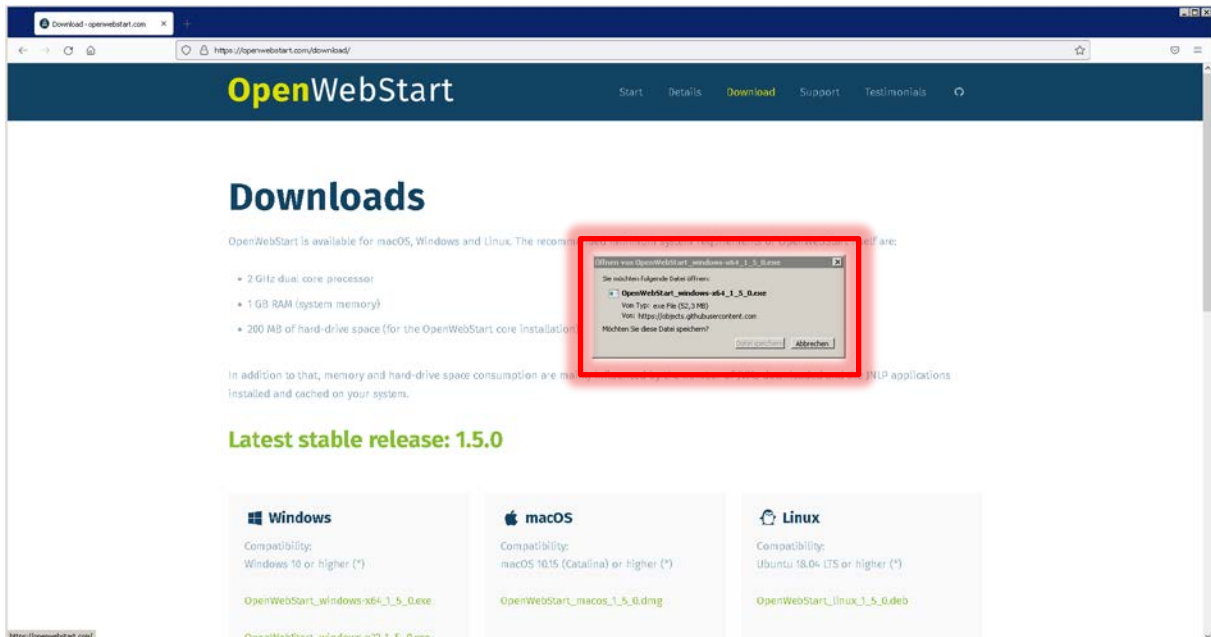 Download - openwebstart.com
https://openwebstart.com/download/
OpenWebStart
Start Details Download Support Testimonials
Downloads
OpenWebStart is available for macOS, Windows and Linux. The recommended minimum system requirements of OpenWebStart itself are:
• 2 GHz dual core processor
• 1 GB RAM (system memory)
• 200 MB of hard-drive space (for the OpenWebStart core installation)
Öffnen von OpenWebStart_windows-x64_1_5_0.exe
Sie möchten folgende Datei öffnen:
OpenWebStart_windows-x64_1_5_0.exe
Vom Typ: exe File (52,3 MB)
Von: https://objects.githubusercontent.com
Möchten Sie diese Datei speichern?
Datei speichern Abbrechen
In addition to that, memory and hard-drive space consumption are JNLP applications
installed and cached on your system.
Latest stable release: 1.5.0
Windows
Compatibility:
Windows 10 or higher (*)
OpenWebStart_windows-x64_1_5_0.exe
OpenWebStart_windows-x32_1_5_0.exe
macOS
Compatibility:
macOS 10.15 (Catalina) or higher (*)
OpenWebStart_macos_1_5_0.dmg
Linux
Compatibility:
Ubuntu 18.04 LTS or higher (*)
OpenWebStart_linux_1_5_0.deb
https://openwebstart.com/